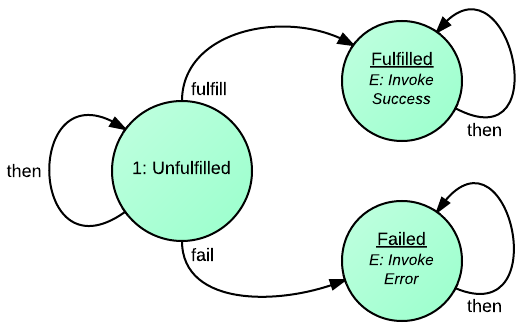 Fulfilled
E: Invoke
Success
then
fulfill
then
1: Unfulfilled
fail
Failed
E: Invoke
Error
then